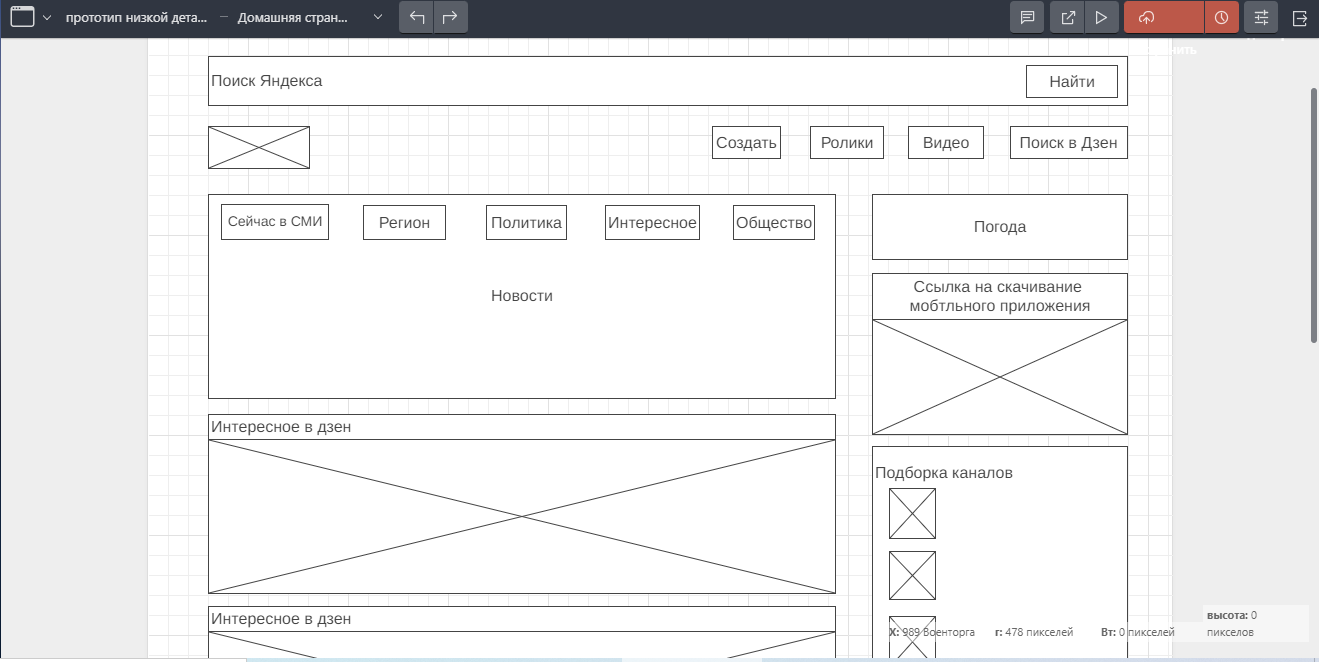 прототип низкой дета... – Домашняя стран...
нить
Поиск Яндекса
Найти
Создать
Ролики
Видео
Поиск в Дзен
Сейчас в СМИ
Регион
Политика
Интересное
Общество
Новости
Погода
Ссылка на скачивание
мобтльного приложения
Интересное в дзен
Подборка каналов
Интересное в дзен
X: 989 Военторга
г: 478 пикселей
Вт: 0 пикселей
высота: 0
пикселов